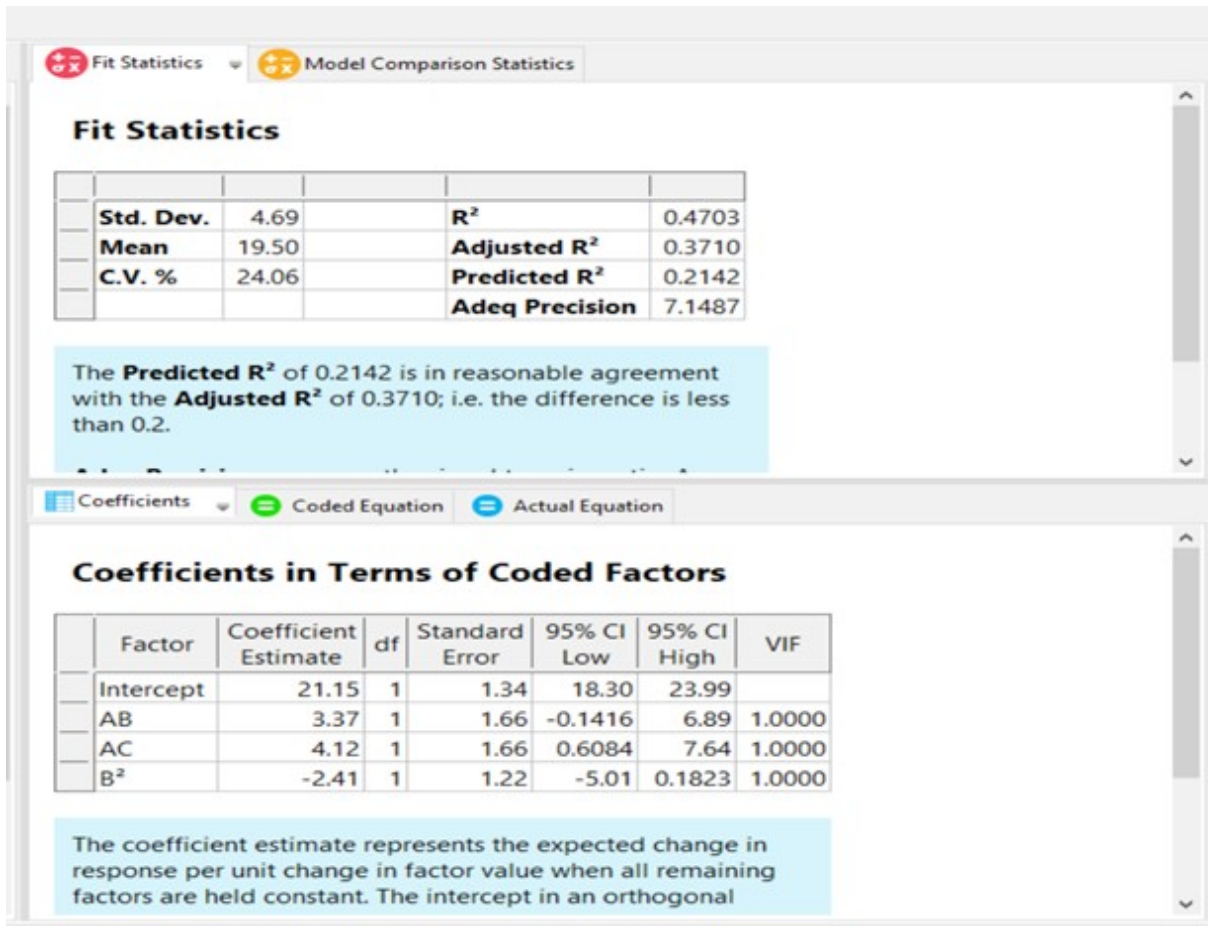 Fit Statistics Model Comparison Statistics
Fit Statistics
Std. Dev. 4.69 R² 0.4703
Mean 19.50 Adjusted R² 0.3710
C.V. % 24.06 Predicted R² 0.2142
Adeq Precision 7.1487
The Predicted R² of 0.2142 is in reasonable agreement
with the Adjusted R² of 0.3710; i.e. the difference is less
than 0.2.
Coefficients Coded Equation Actual Equation
Coefficients in Terms of Coded Factors
Factor Coefficient Estimate df Standard Error 95% CI Low 95% CI High VIF
Intercept 21.15 1 1.34 18.30 23.99
AB 3.37 1 1.66 -0.1416 6.89 1.0000
AC 4.12 1 1.66 0.6084 7.64 1.0000
B² -2.41 1 1.22 -5.01 0.1823 1.0000
The coefficient estimate represents the expected change in
response per unit change in factor value when all remaining
factors are held constant. The intercept in an orthogonal